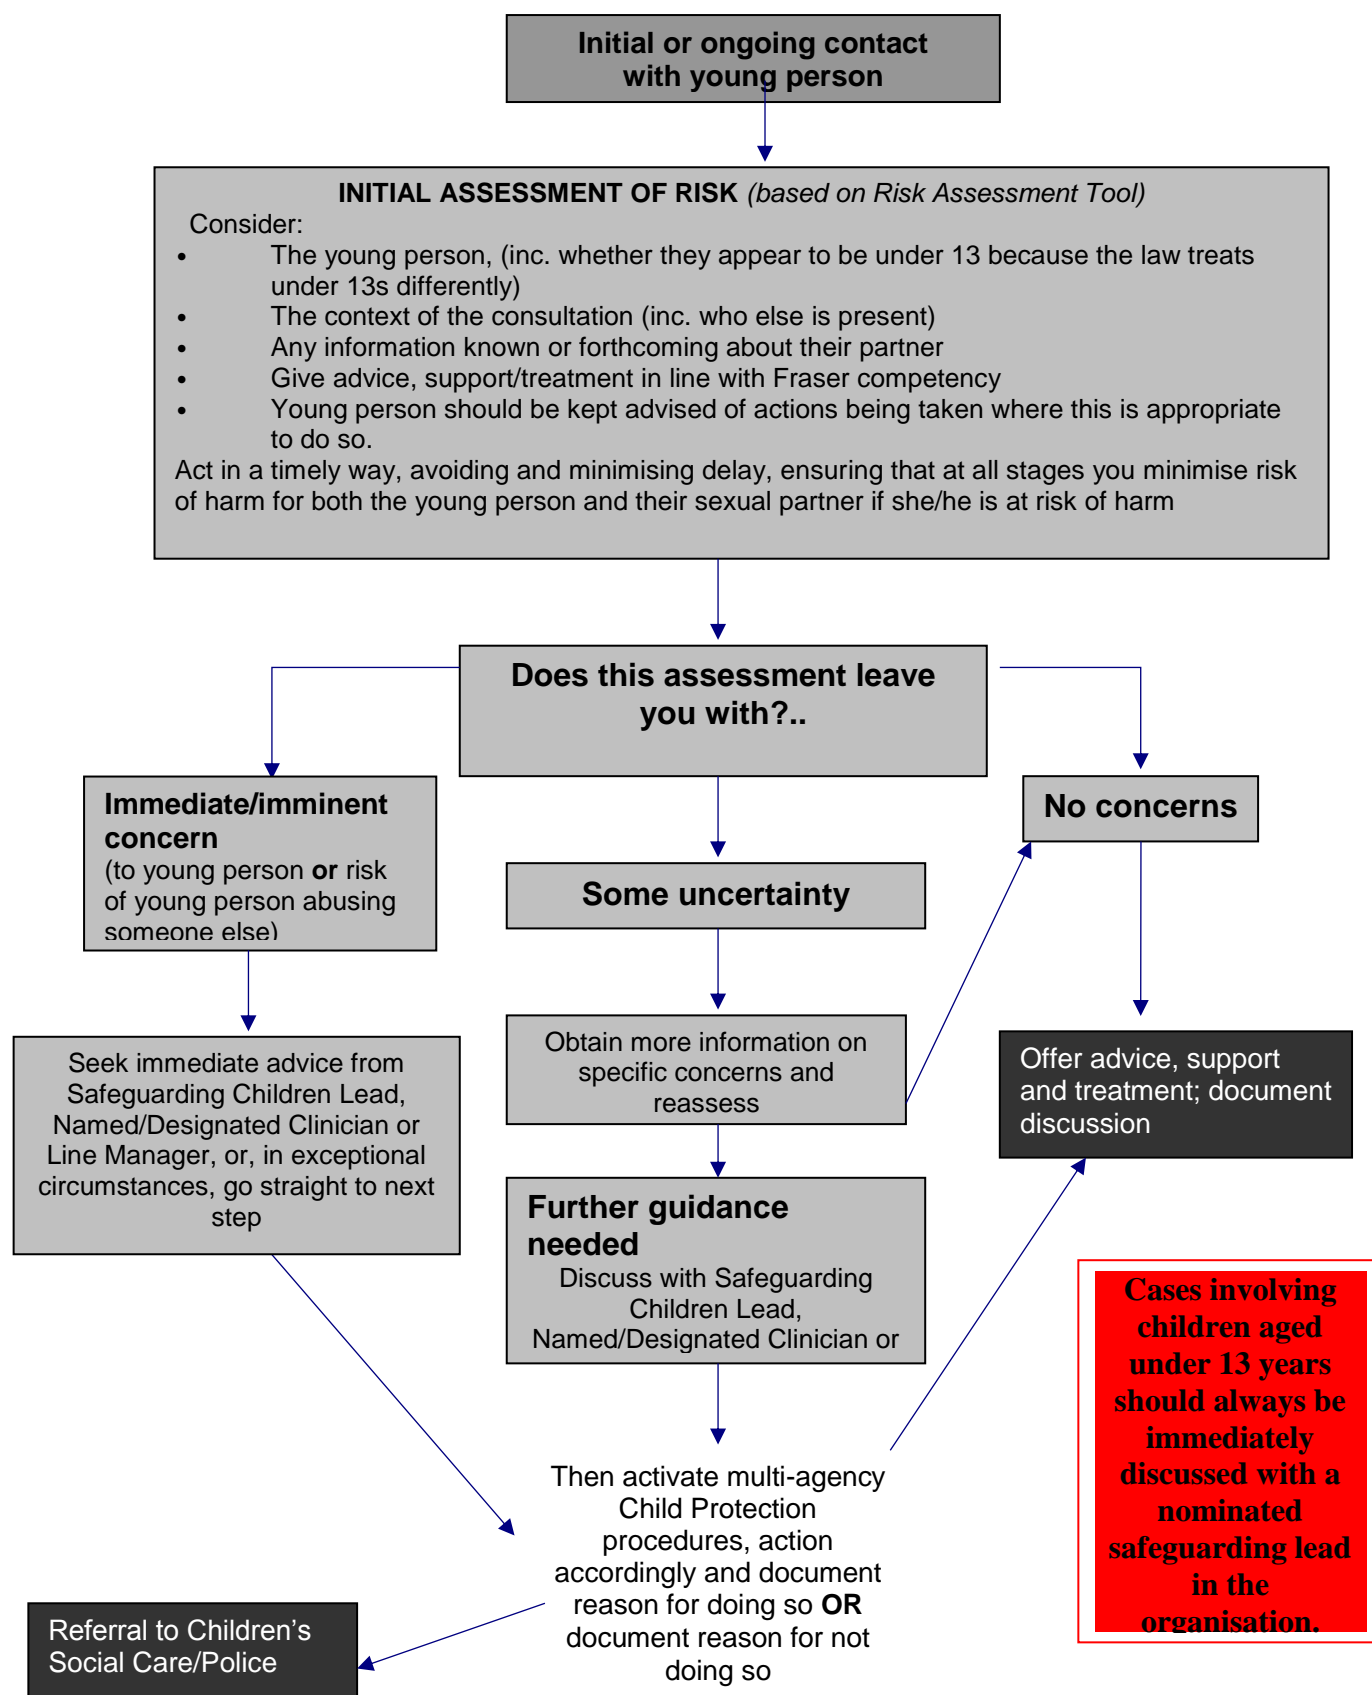 Initial or ongoing contact
with young person
INITIAL ASSESSMENT OF RISK (based on Risk Assessment Tool)
Consider:
• The young person, (inc. whether they appear to be under 13 because the law treats
under 13s differently)
• The context of the consultation (inc. who else is present)
• Any information known or forthcoming about their partner
• Give advice, support/treatment in line with Fraser competency
• Young person should be kept advised of actions being taken where this is appropriate
to do so.
Act in a timely way, avoiding and minimising delay, ensuring that at all stages you minimise risk
of harm for both the young person and their sexual partner if she/he is at risk of harm
Does this assessment leave
you with?..
Immediate/imminent
concern
(to young person or risk
of young person abusing
someone else)
Some uncertainty
No concerns
Seek immediate advice from
Safeguarding Children Lead,
Named/Designated Clinician or
Line Manager, or, in exceptional
circumstances, go straight to next
step
Obtain more information on
specific concerns and
reassess
Offer advice, support
and treatment; document
discussion
Further guidance
needed
Discuss with Safeguarding
Children Lead,
Named/Designated Clinician or
Cases involving
children aged
under 13 years
should always be
immediately
discussed with a
nominated
safeguarding lead
in the
organisation.
Then activate multi-agency
Child Protection
procedures, action
accordingly and document
reason for doing so OR
document reason for not
doing so
Referral to Children's
Social Care/Police